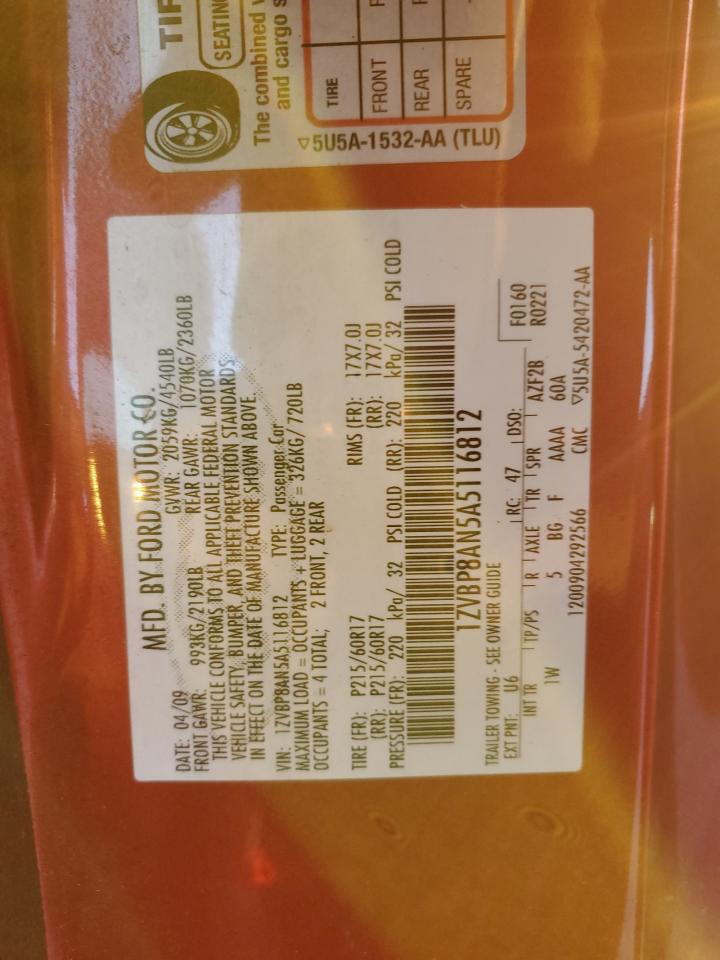 TIR
SEATING
The combined w
and cargo s
TIRE
FRONT
REAR
SPARE
▽5U5A-1532-AA (TLU)
MFD. BY FORD MOTOR CO.
DATE: 04/09 GVWR: 2059KG/4540LB
FRONT GAWR: 993KG/2190LB REAR GAWR: 1070KG/2360LB
THIS VEHICLE CONFORMS TO ALL APPLICABLE FEDERAL MOTOR
VEHICLE SAFETY, BUMPER, AND THEFT PREVENTION STANDARDS
IN EFFECT ON THE DATE OF MANUFACTURE SHOWN ABOVE.
VIN: 1ZVBP8AN5A5116812 TYPE: Passenger Car
MAXIMUM LOAD = OCCUPANTS + LUGGAGE = 326KG/ 720LB
OCCUPANTS = 4 TOTAL; 2 FRONT, 2 REAR
TIRE (FR): P215/60R17 RIMS (FR): 17X7.0J
(RR): P215/60R17 (RR): 17X7.0J
PRESSURE (FR): 220 kPa/ 32 PSI COLD (RR): 220 kPa/ 32 PSI COLD
1ZVBP8AN5A5116812
TRAILER TOWING - SEE OWNER GUIDE
EXT PNT: U6 RC: 47 DSO: F0160
R0221
INT TR TP/PS R AXLE TR SPR AZF2B
1W 5 BG F AAAA 60A
1200904292566 CMC ▽5U5A-5420472-AA